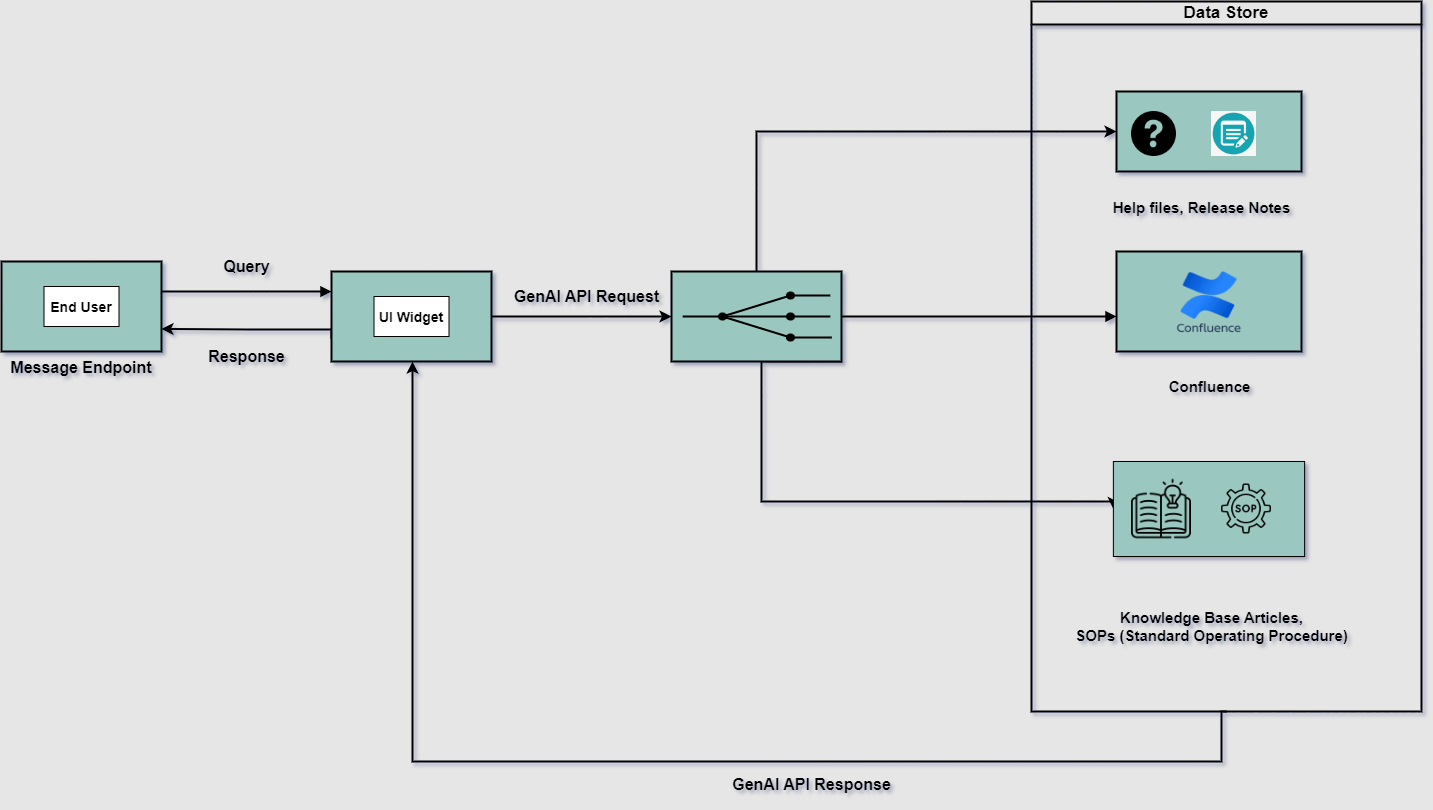 Data Store
?
Help files, Release Notes
Query
End User
Response
Message Endpoint
UI Widget
GenAI API Request
Confluence
Confluence
SOP
Knowledge Base Articles,
SOPs (Standard Operating Procedure)
GenAI API Response